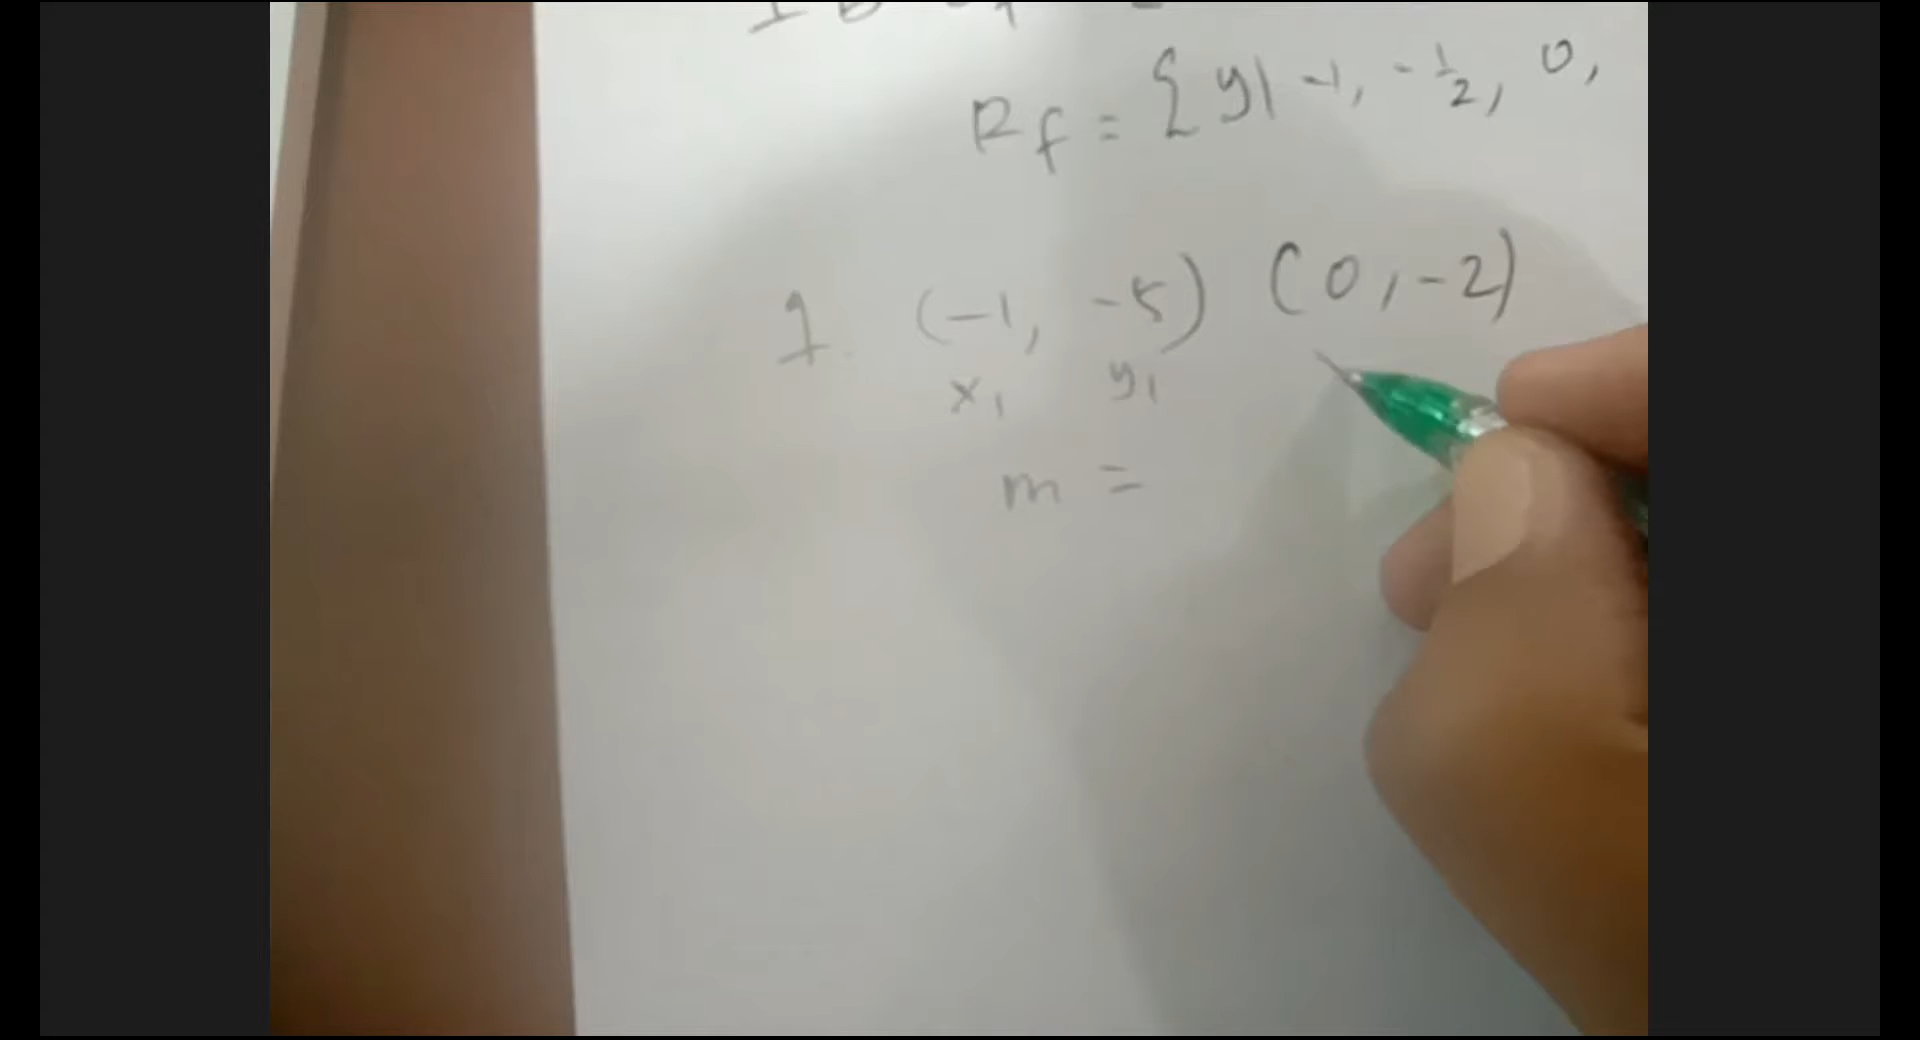 Rf = { y | -1, -1/2, 0,
1. (-1, -5) (0, -2)
x1 y1
m =